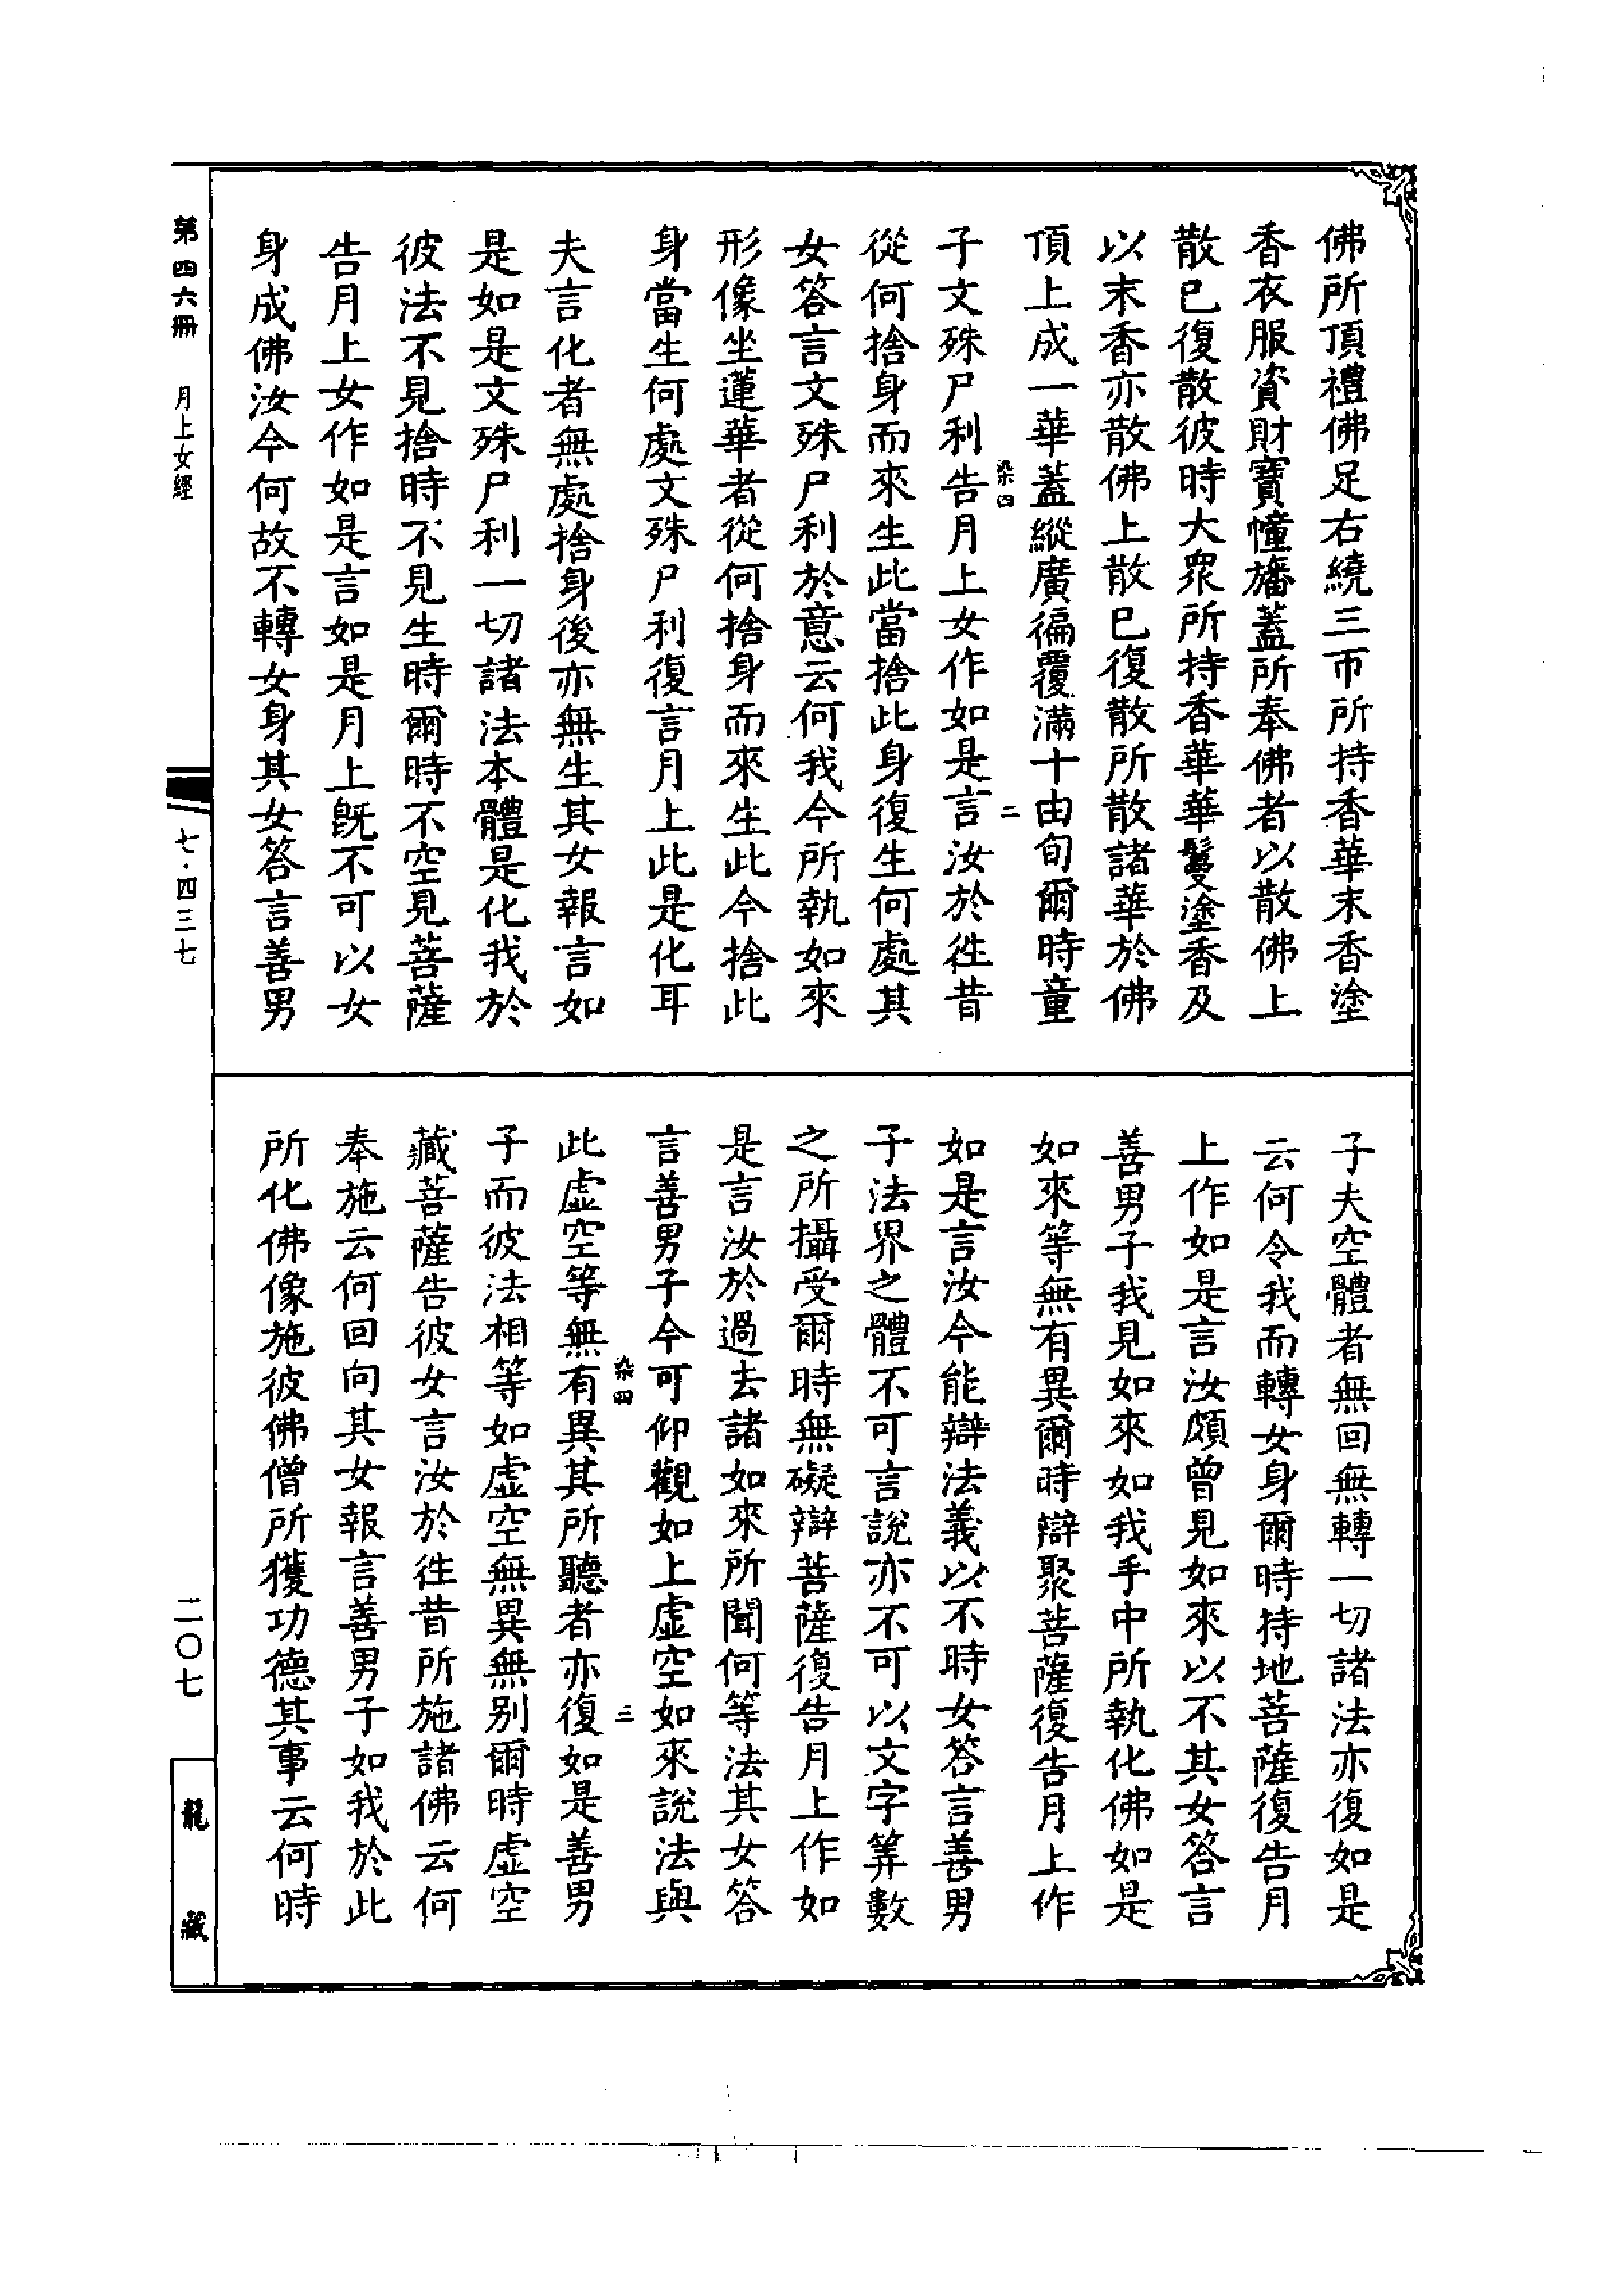 佛所頂禮佛足右繞三帀所持香華末香塗
香衣服資財寶幢旛蓋所奉佛者以散佛上
散已復散彼時大眾所持香華華鬘塗香及
以末香亦散佛上散已復散所散諸華於佛
頂上成一華蓋縱廣徧覆滿十由旬爾時童
染四 二
子文殊尸利告月上女作如是言汝於徃昔
從何捨身而來生此當捨此身復生何處其
女答言文殊尸利於意云何我今所執如來
形像坐蓮華者從何捨身而來生此今捨此
身當生何處文殊尸利復言月上此是化耳
夫言化者無處捨身後亦無生其女報言如
是如是文殊尸利一切諸法本體是化我於
彼法不見捨時不見生時爾時不空見菩薩
告月上女作如是言如是月上旣不可以女
身成佛汝今何故不轉女身其女答言善男
子夫空體者無回無轉一切諸法亦復如是
云何令我而轉女身爾時持地菩薩復告月
上作如是言汝頗曾見如來以不其女答言
善男子我見如來如我手中所執化佛如是
如來等無有異爾時辯聚菩薩復告月上作
如是言汝今能辯法義以不時女答言善男
子法界之體不可言說亦不可以文字筭數
之所攝受爾時無礙辯菩薩復告月上作如
是言汝於過去諸如來所聞何等法其女答
言善男子今可仰觀如上虛空如來說法與
染四 三
此虛空等無有異其所聽者亦復如是善男
子而彼法相等如虛空無異無別爾時虛空
藏菩薩告彼女言汝於徃昔所施諸佛云何
奉施云何回向其女報言善男子如我於此
所化佛像施彼佛僧所獲功德其事云何時
第四六冊 月上女經
七·四三七
二〇七
龍藏